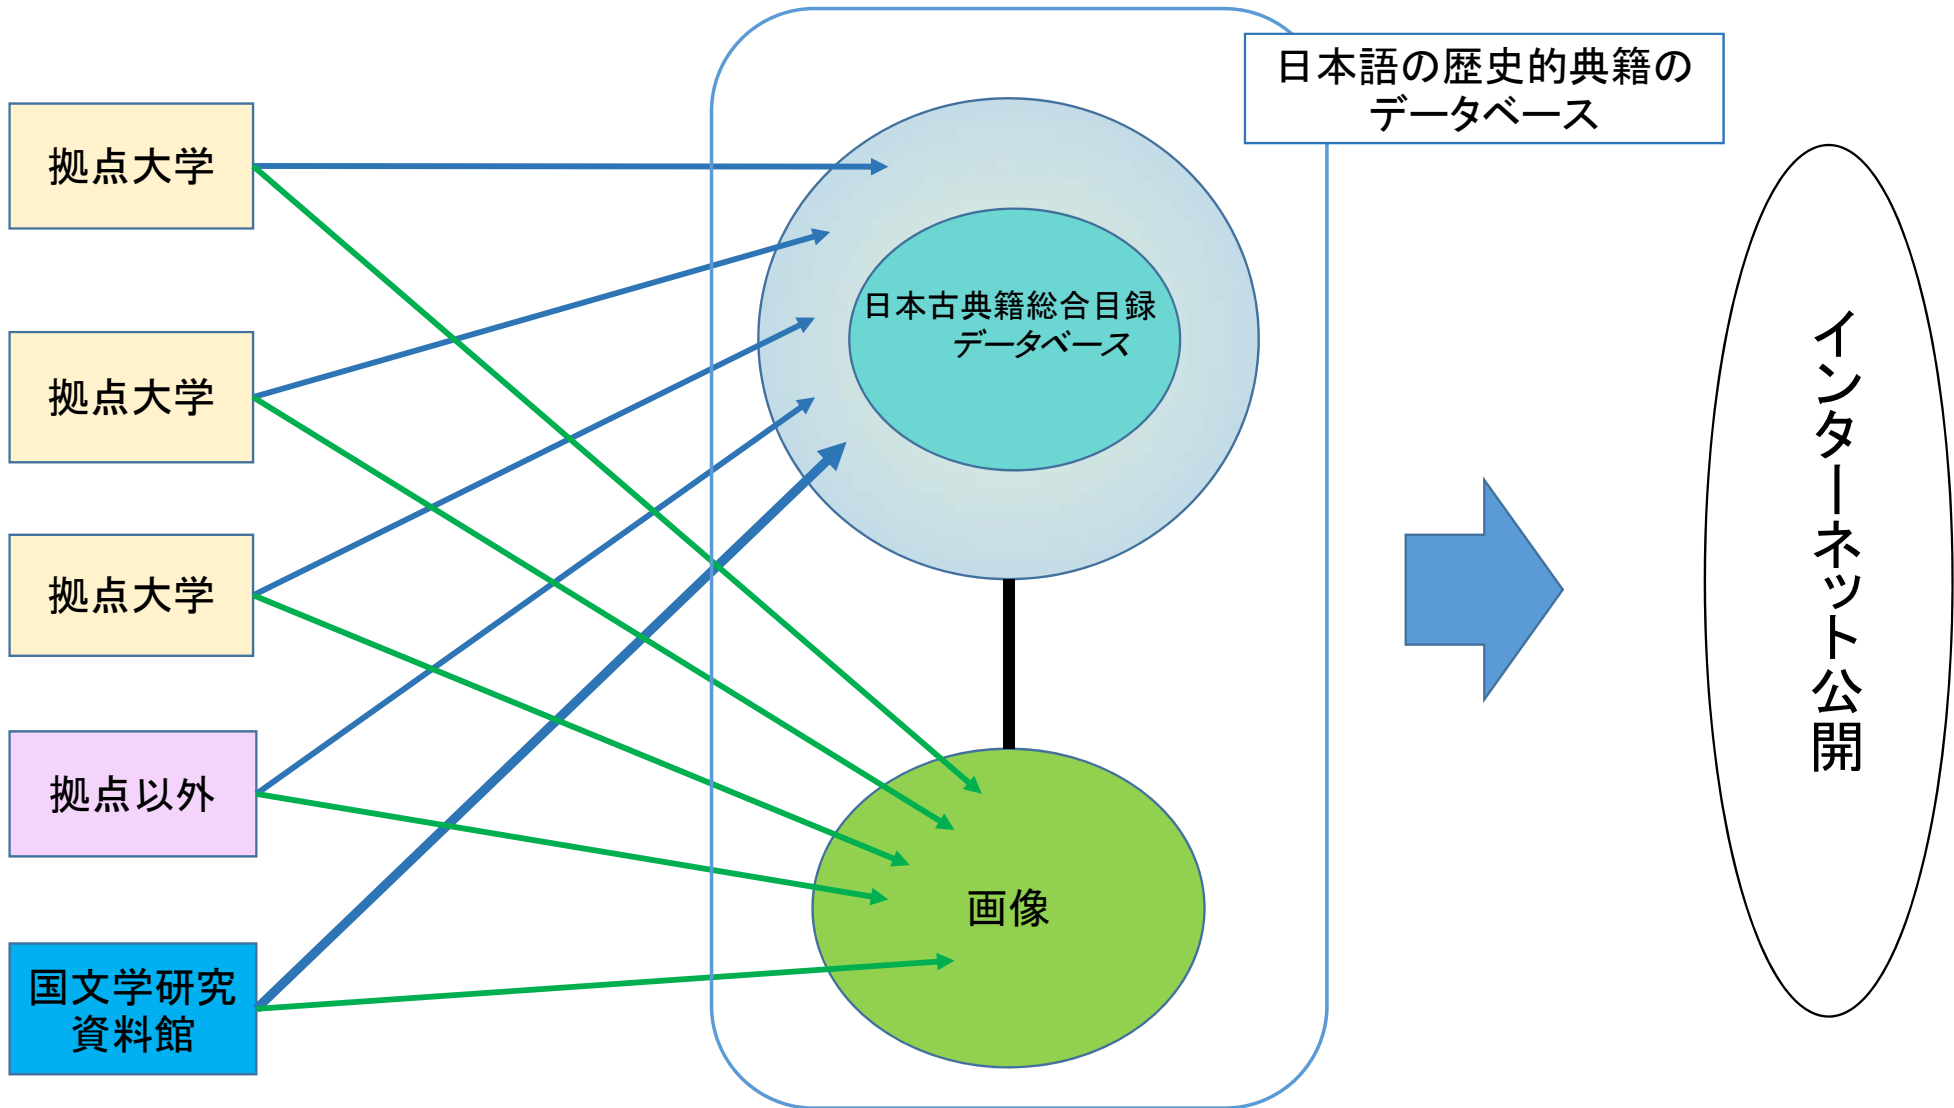 日本語の歴史的典籍の
データベース
拠点大学
拠点大学
拠点大学
拠点以外
国文学研究
資料館
日本古典籍総合目録
データベース
画像
インターネット公開